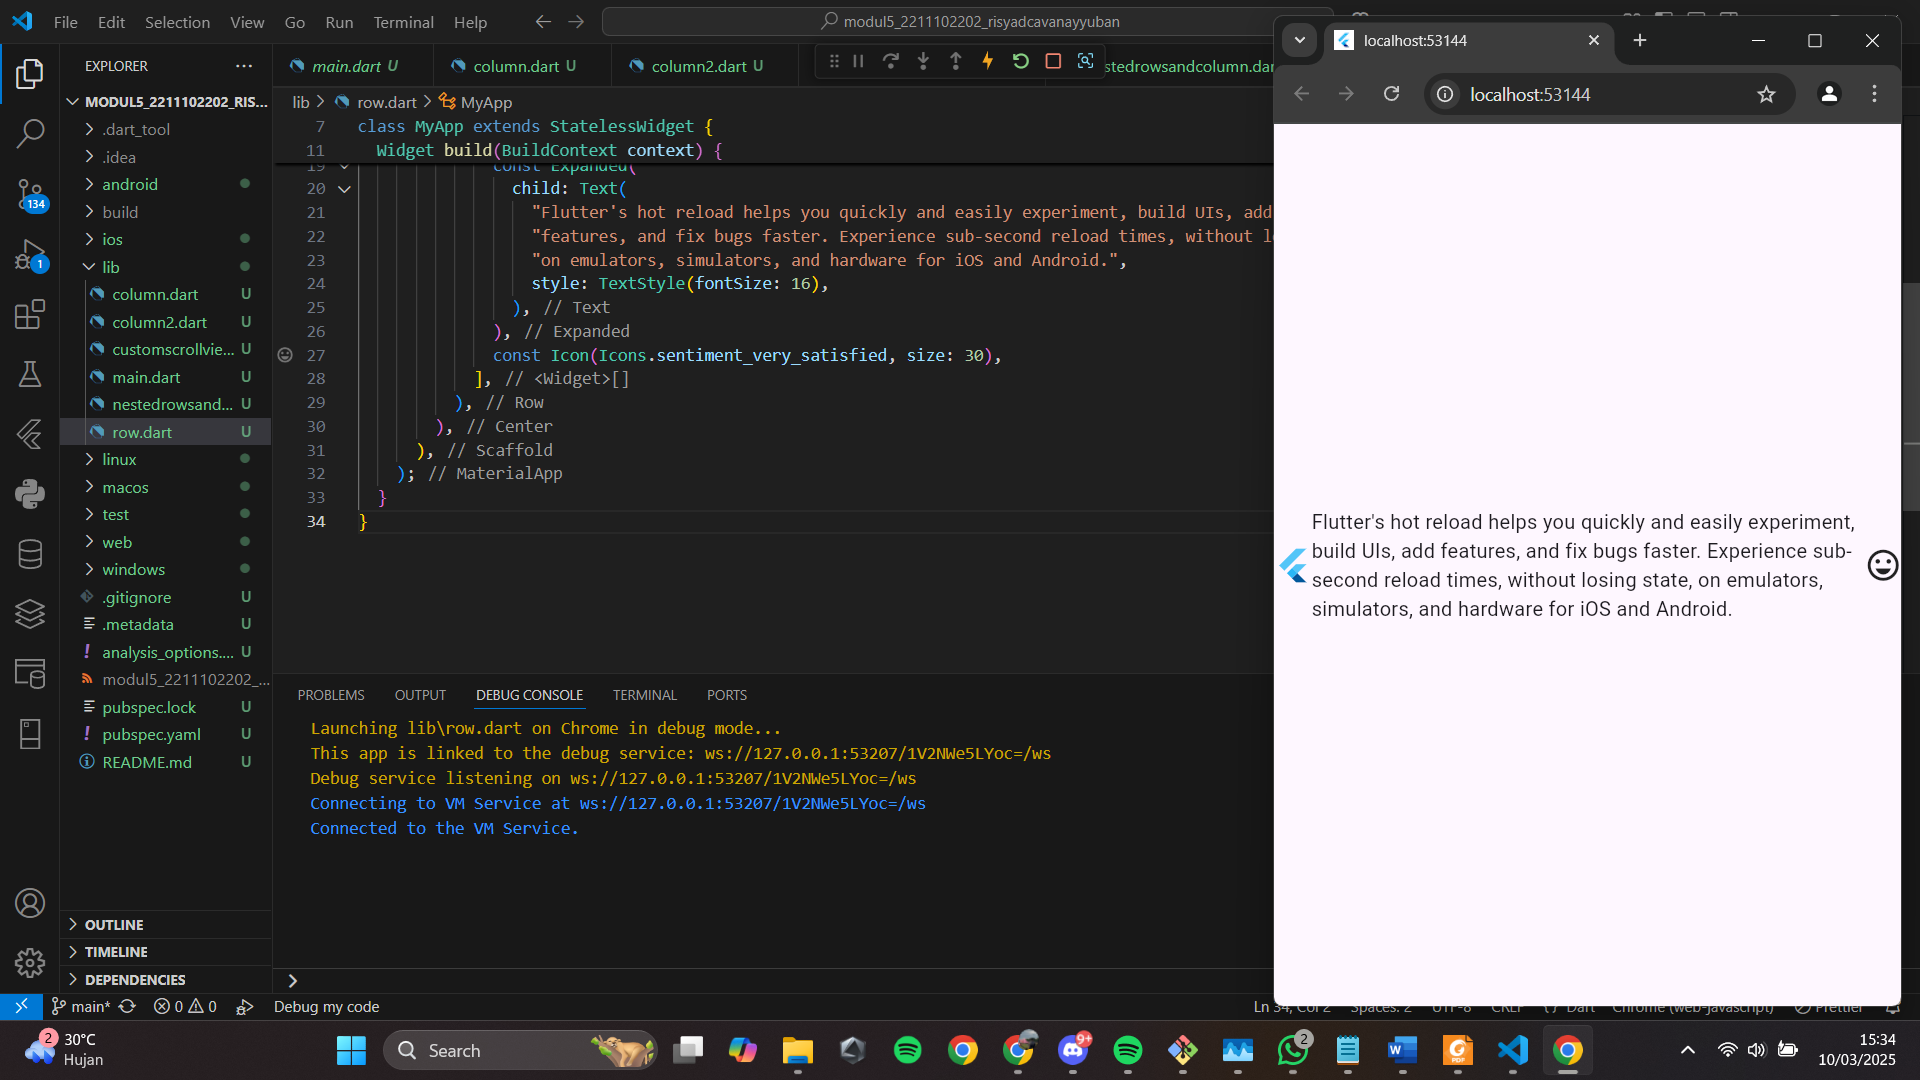 File Edit Selection View Go Run Terminal Help
modul5_2211102202_risyadcavanayyuban
EXPLORER
MODUL5_2211102202_RIS...
.dart_tool
.idea
android
build
ios
lib
column.dart U
column2.dart U
customscrollvie... U
main.dart U
nestedrowsand... U
row.dart U
linux
macos
test
web
windows
.gitignore U
.metadata U
analysis_options.... U
modul5_2211102202_...
pubspec.lock U
pubspec.yaml U
README.md U
OUTLINE
TIMELINE
DEPENDENCIES
134
1
main.dart U
column.dart U
column2.dart U
stedrowsandcolumn.dar
lib > row.dart > MyApp
7 class MyApp extends StatelessWidget {
11 Widget build(BuildContext context) {
19 const Expanded(
20 child: Text(
21 "Flutter's hot reload helps you quickly and easily experiment, build UIs, add
22 "features, and fix bugs faster. Experience sub-second reload times, without l
23 "on emulators, simulators, and hardware for iOS and Android.",
24 style: TextStyle(fontSize: 16),
25 ), // Text
26 ), // Expanded
27 const Icon(Icons.sentiment_very_satisfied, size: 30),
28 ], // <Widget>[]
29 ), // Row
30 ), // Center
31 ), // Scaffold
32 ); // MaterialApp
33 }
34 }
PROBLEMS OUTPUT DEBUG CONSOLE TERMINAL PORTS
Launching lib\row.dart on Chrome in debug mode...
This app is linked to the debug service: ws://127.0.0.1:53207/1V2NWe5LYoc=/ws
Debug service listening on ws://127.0.0.1:53207/1V2NWe5LYoc=/ws
Connecting to VM Service at ws://127.0.0.1:53207/1V2NWe5LYoc=/ws
Connected to the VM Service.
localhost:53144
localhost:53144
Flutter's hot reload helps you quickly and easily experiment,
build UIs, add features, and fix bugs faster. Experience sub-
second reload times, without losing state, on emulators,
simulators, and hardware for iOS and Android.
main* 0 0 Debug my code
Ln 34, Col 2 Spaces: 2 UTF-8 CRLF {} Dart Chrome (web-javascript) Prettier
2
30°C
Hujan
Search
9+
2
PDF
15:34
10/03/2025